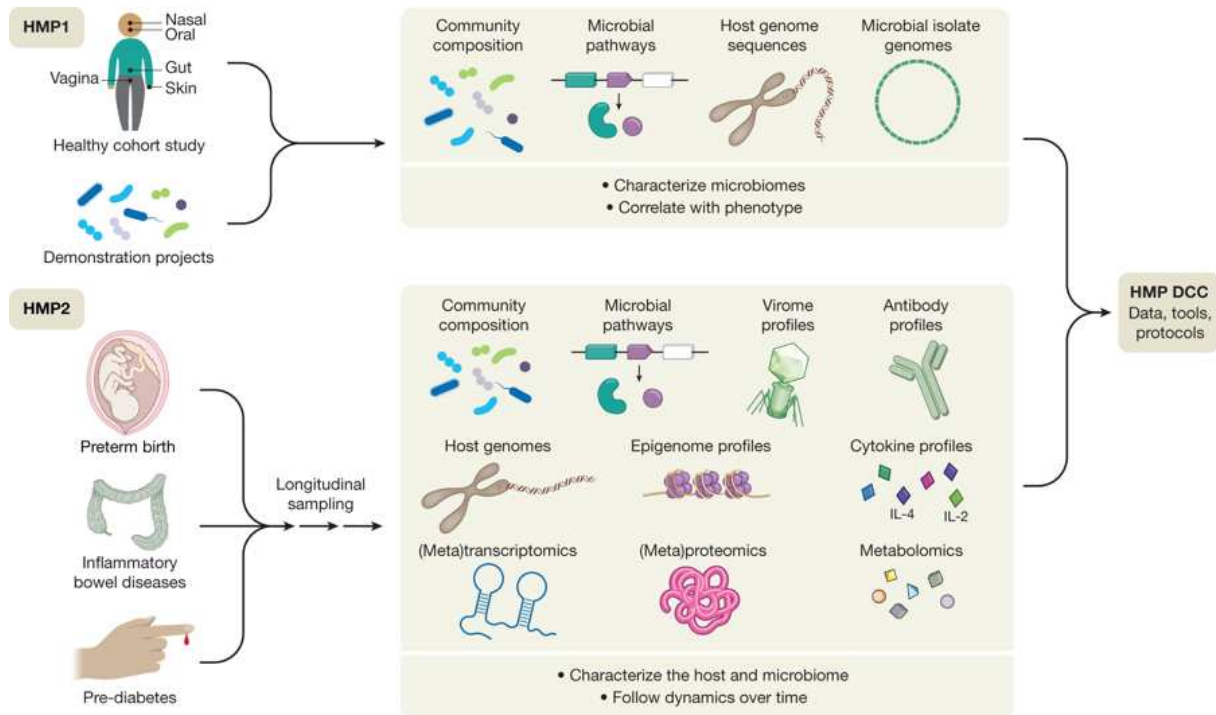 HMP1
Nasal
Oral
Gut
Vagina
Skin
Healthy cohort study
Demonstration projects
Community
composition
Microbial
pathways
Host genome
sequences
Microbial isolate
genomes
• Characterize microbiomes
• Correlate with phenotype
HMP2
Preterm birth
Inflammatory
bowel diseases
Pre-diabetes
Longitudinal
sampling
Community
composition
Microbial
pathways
Virome
profiles
Antibody
profiles
Host genomes
Epigenome profiles
Cytokine profiles
IL-4
IL-2
(Meta)transcriptomics
(Meta)proteomics
Metabolomics
• Characterize the host and microbiome
• Follow dynamics over time
HMP DCC
Data, tools,
protocols